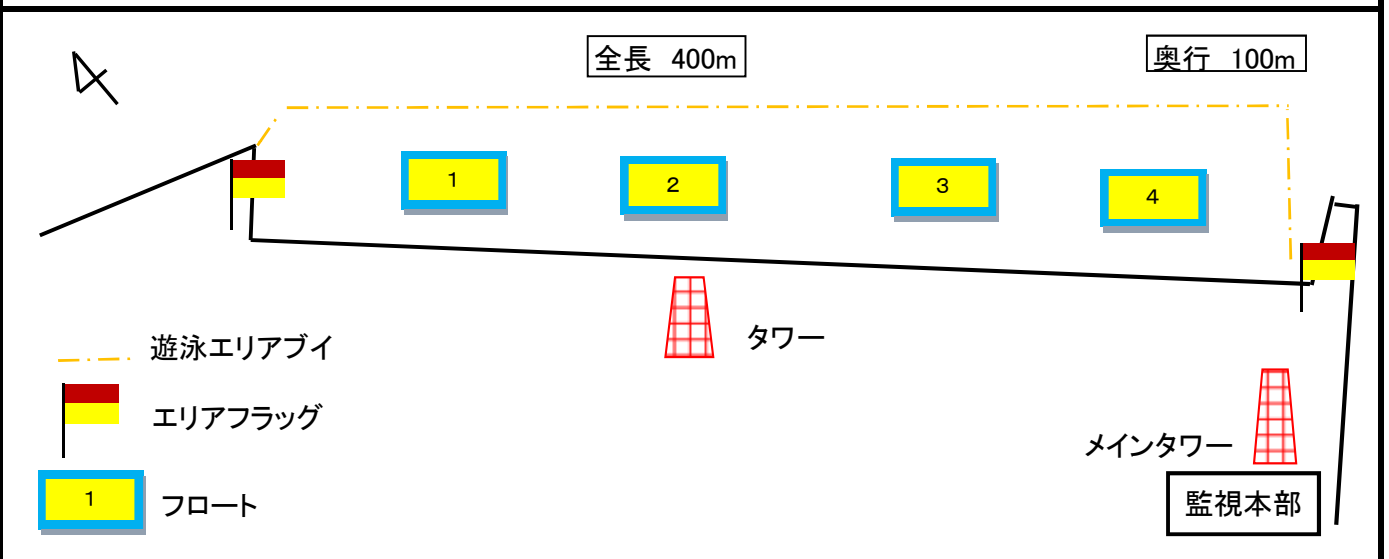 全長 400m
奥行 100m
1
2
3
4
タワー
遊泳エリアブイ
エリアフラッグ
メインタワー
1
フロート
監視本部